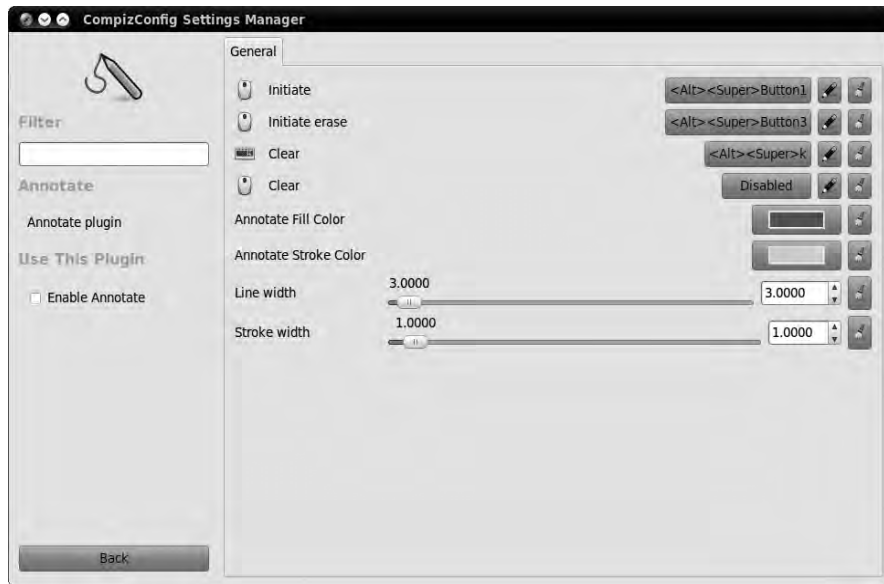 CompizConfig Settings Manager
Filter
Annotate
Annotate plugin
Use This Plugin
Enable Annotate
Back
General
Initiate
<Alt><Super>Button1
Initiate erase
<Alt><Super>Button3
Clear
<Alt><Super>k
Clear
Disabled
Annotate Fill Color
Annotate Stroke Color
Line width
3.0000
3.0000
Stroke width
1.0000
1.0000